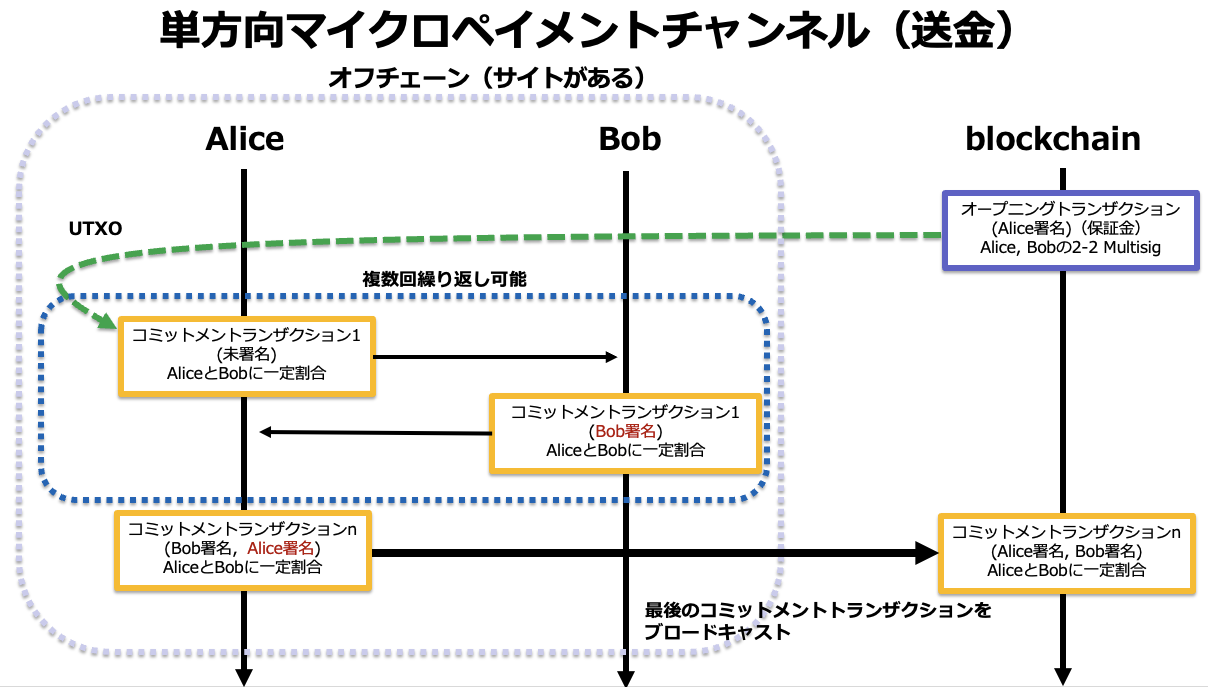 単方向マイクロペイメントチャンネル（送金）
オフチェーン（サイトがある）
Alice
Bob
blockchain
オープニングトランザクション
(Alice署名)（保証金）
Alice, Bobの2-2 Multisig
UTXO
複数回繰り返し可能
コミットメントランザクション1
(未署名)
AliceとBobに一定割合
コミットメントランザクション1
(Bob署名)
AliceとBobに一定割合
コミットメントランザクションn
(Bob署名, Alice署名)
AliceとBobに一定割合
コミットメントランザクションn
(Alice署名, Bob署名)
AliceとBobに一定割合
最後のコミットメントトランザクションを
ブロードキャスト